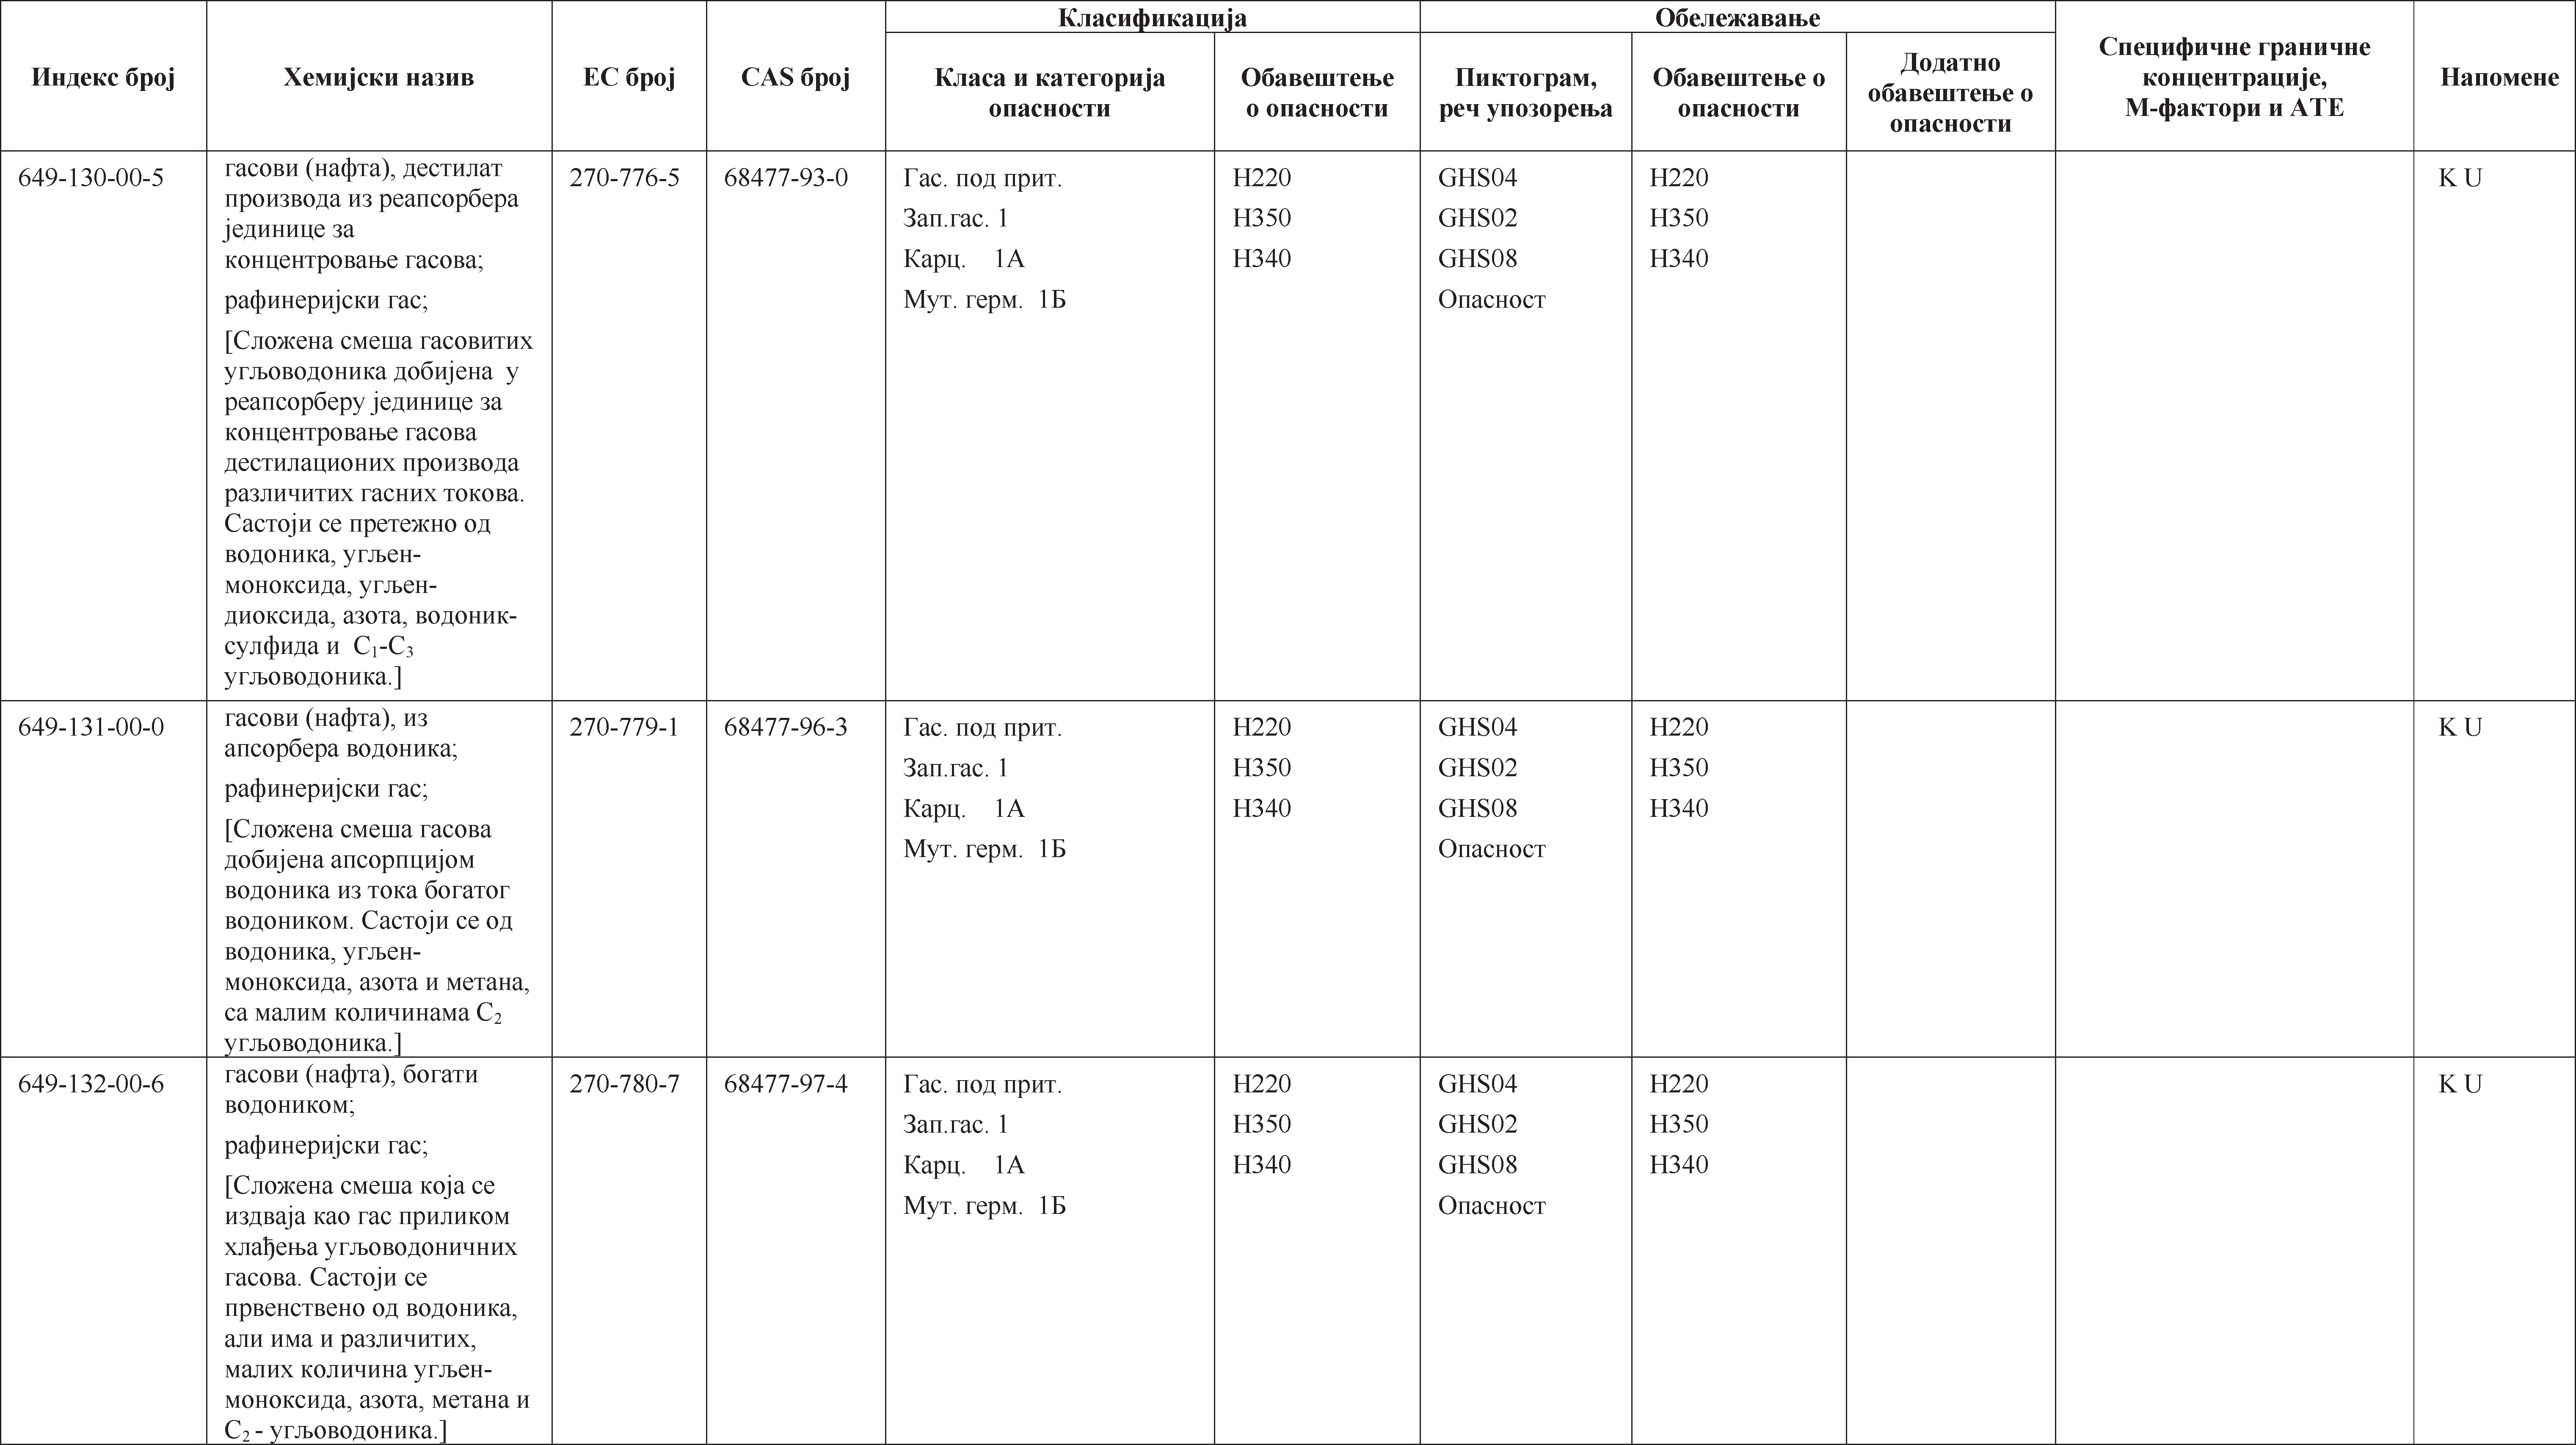 Класификација
Обележавање
Индекс број
Хемијски назив
ЕС број
CAS број
Класа и категорија
опасности
Обавештење
о опасности
Пиктограм,
реч упозорења
Обавештење о
опасности
Додатно
обавештење о
опасности
Специфичне граничне
концентрације,
М-фактори и АТЕ
Напомене
649-130-00-5
гасови (нафта), дестилат
производа из реапсорбера
јединице за
концентровање гасова;
рафинеријски гас;
[Сложена смеша гасовитих
угљоводоника добијена  у
реапсорберу јединице за
концентровање гасова
дестилационих производа
различитих гасних токова.
Састоји се претежно од
водоника, угљен-
моноксида, угљен-
диоксида, азота, водоник-
сулфида и  C₁-C₃
угљоводоника.]
270-776-5
68477-93-0
Гас. под прит.
Зап.гас. 1
Карц.    1А
Мут. герм.  1Б
H220
H350
H340
GHS04
GHS02
GHS08
Опасност
H220
H350
H340
K U
649-131-00-0
гасови (нафта), из
апсорбера водоника;
рафинеријски гас;
[Сложена смеша гасова
добијена апсорпцијом
водоника из тока богатог
водоником. Састоји се од
водоника, угљен-
моноксида, азота и метана,
са малим количинама C₂
угљоводоника.]
270-779-1
68477-96-3
Гас. под прит.
Зап.гас. 1
Карц.    1А
Мут. герм.  1Б
H220
H350
H340
GHS04
GHS02
GHS08
Опасност
H220
H350
H340
K U
649-132-00-6
гасови (нафта), богати
водоником;
рафинеријски гас;
[Сложена смеша која се
издваја као гас приликом
хлађења угљоводоничних
гасова. Састоји се
првенствено од водоника,
али има и различитих,
малих количина угљен-
моноксида, азота, метана и
C₂ - угљоводоника.]
270-780-7
68477-97-4
Гас. под прит.
Зап.гас. 1
Карц.    1А
Мут. герм.  1Б
H220
H350
H340
GHS04
GHS02
GHS08
Опасност
H220
H350
H340
K U